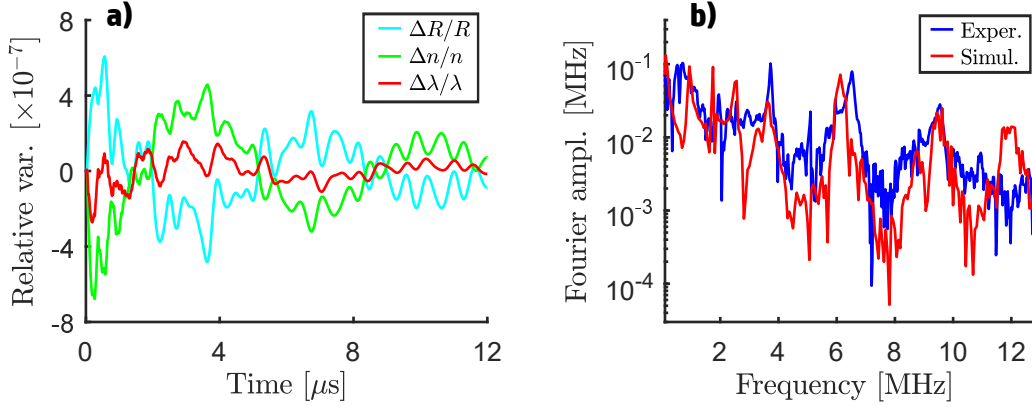 a)
8
4
0
-4
-8
0
4
8
12
Relative var. [×10⁻⁷]
Time [μs]
ΔR/R
Δn/n
Δλ/λ
b)
10⁻¹
10⁻²
10⁻³
10⁻⁴
2
4
6
8
10
12
Fourier ampl. [MHz]
Frequency [MHz]
Exper.
Simul.